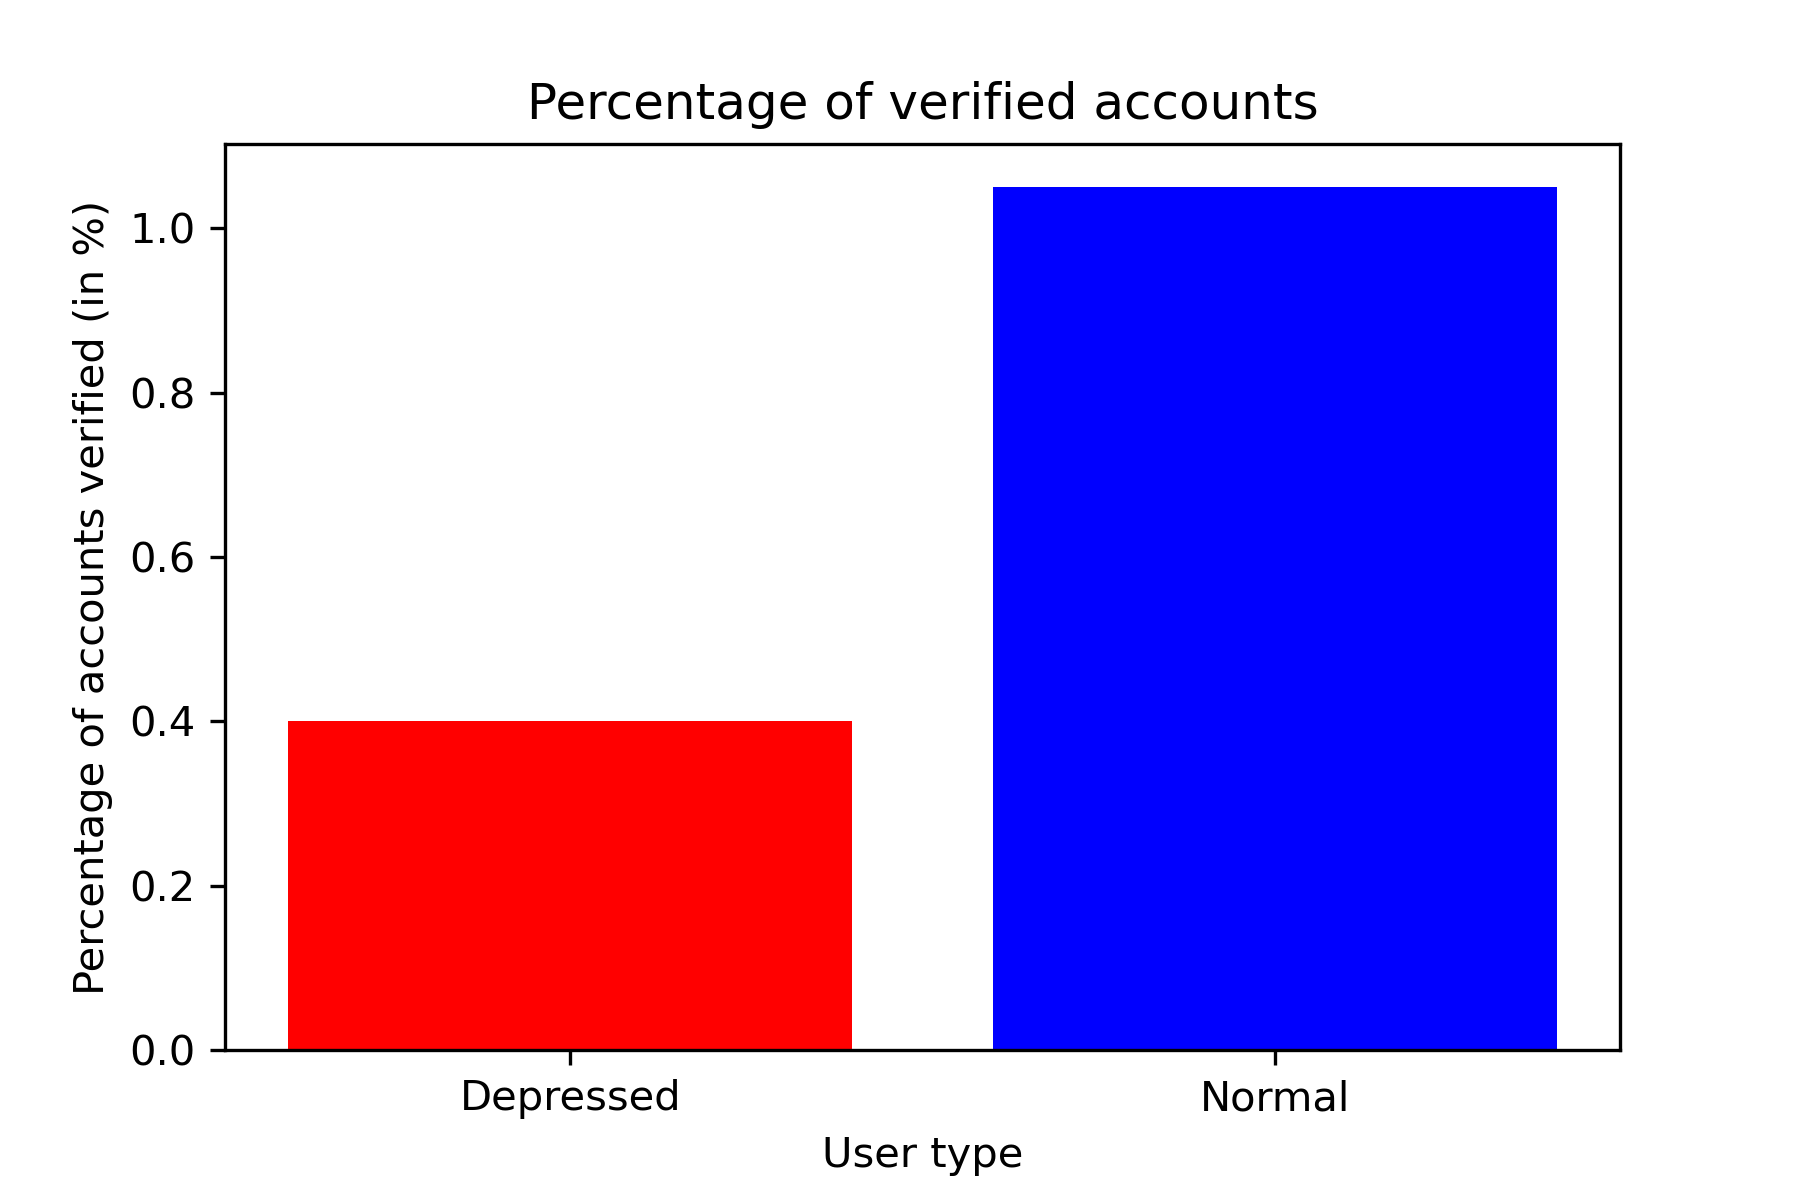 Percentage of verified accounts
Percentage of accounts verified (in %)
1.0
0.8
0.6
0.4
0.2
0.0
Depressed
Normal
User type